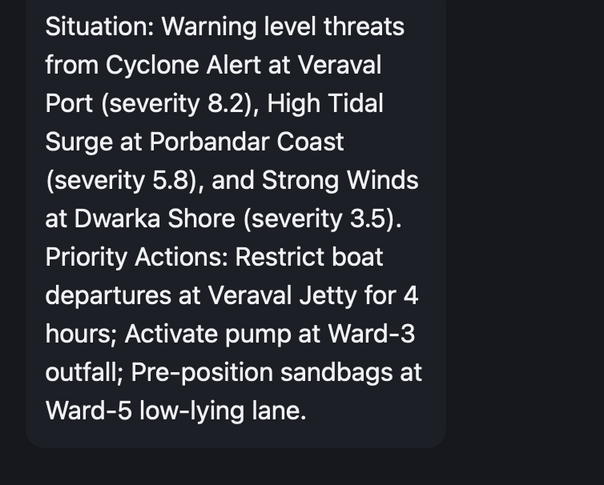 Situation: Warning level threats
from Cyclone Alert at Veraval
Port (severity 8.2), High Tidal
Surge at Porbandar Coast
(severity 5.8), and Strong Winds
at Dwarka Shore (severity 3.5).
Priority Actions: Restrict boat
departures at Veraval Jetty for 4
hours; Activate pump at Ward-3
outfall; Pre-position sandbags at
Ward-5 low-lying lane.